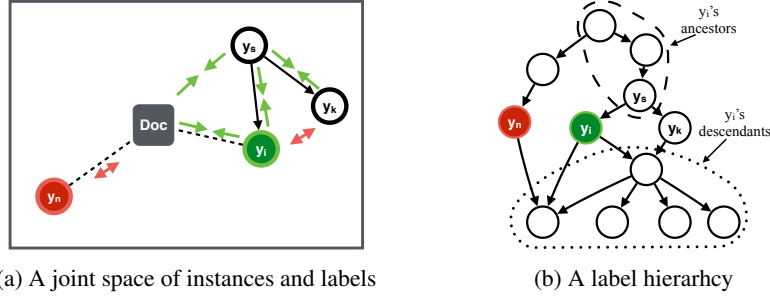 yᵢ's
ancestors
yₛ
yₖ
Doc
yᵢ
yₙ
yₛ
yₙ
yᵢ
yₖ
yᵢ's
descendants
a) A joint space of instances and labels
(b) A label hierarhcy